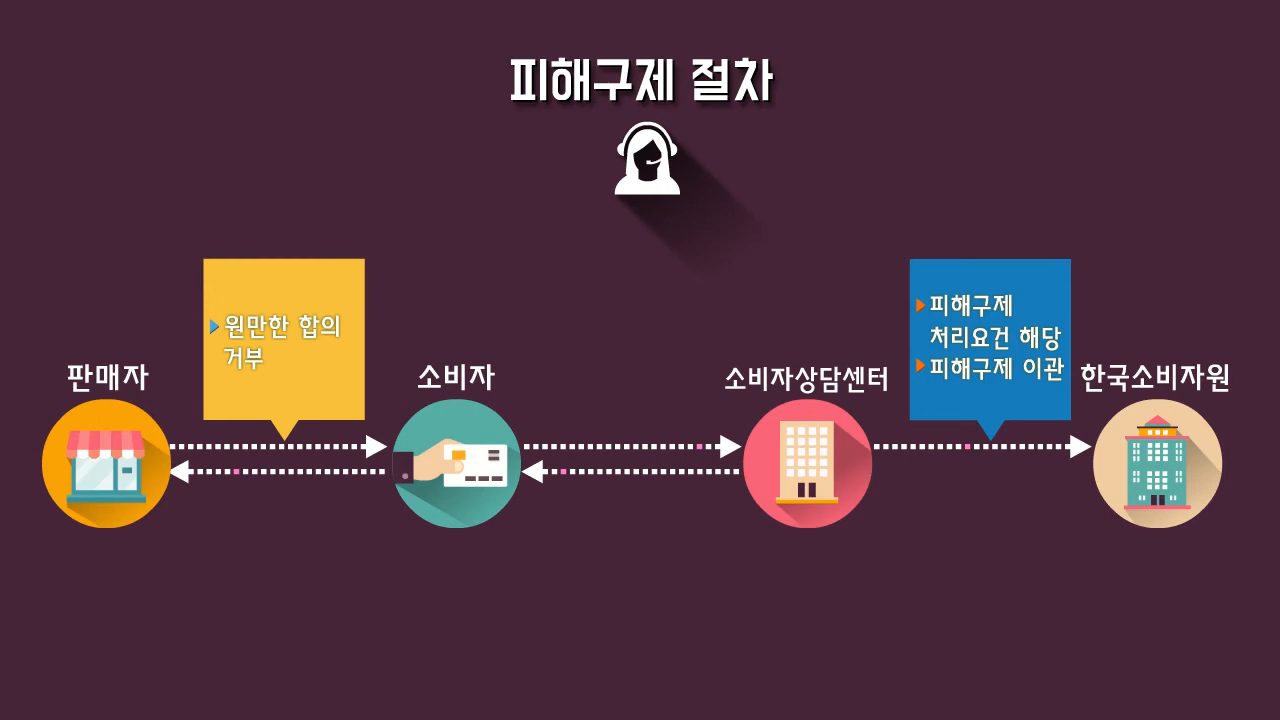 피해구제 절차
원만한 합의
거부
피해구제
처리요건 해당
피해구제 이관
판매자
소비자
소비자상담센터
한국소비자원